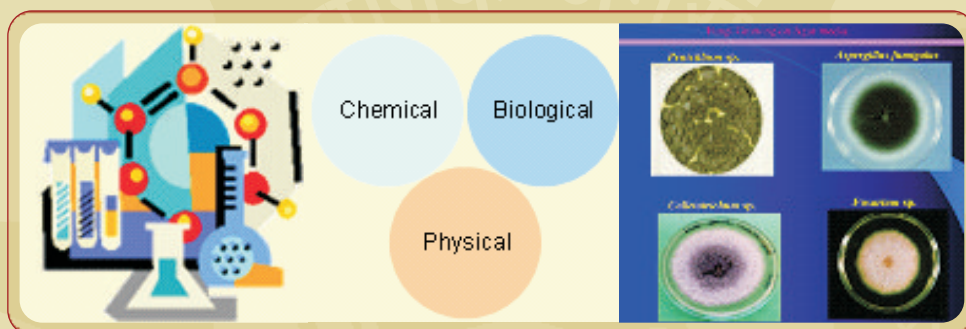 Chemical
Biological
Physical
Penicillium sp.
Aspergillus fumigatus
Colletotrichum sp.
Fusarium sp.